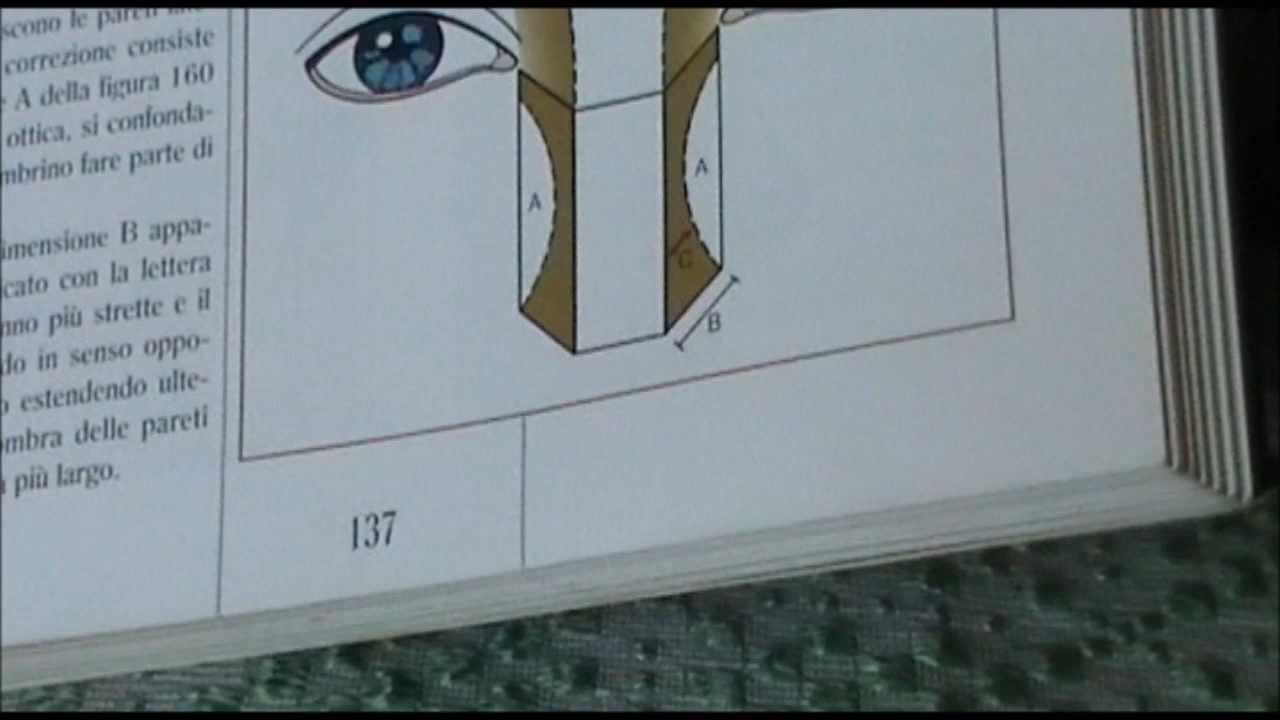 scono le pareti
correzione consiste
A della figura 160
ottica, si confonda-
mbrino fare parte di
imensione B appa-
cato con la lettera
nno più strette e il
do in senso oppo-
o estendendo ulte-
ombra delle pareti
più largo.
A
A
C
B
137